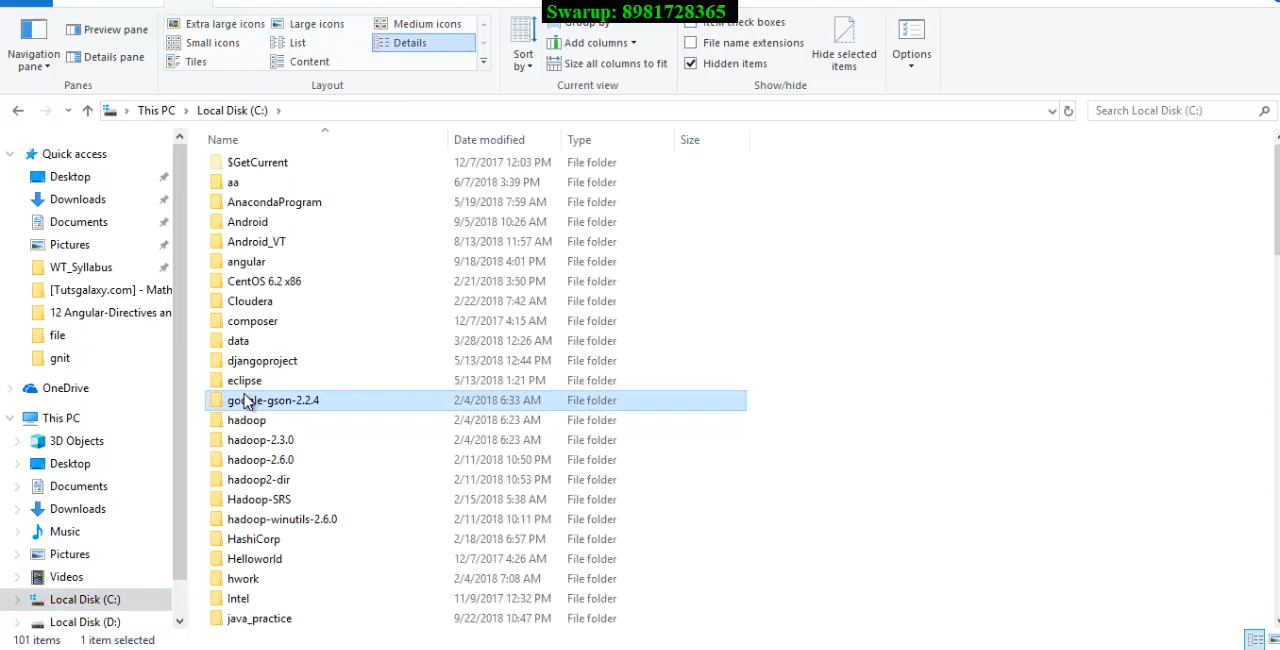 Swarup: 8981728365
Preview pane
Extra large icons
Large icons
Medium icons
Group by
Item check boxes
Navigation pane
Details pane
Small icons
List
Details
Tiles
Content
Sort by
Add columns
Size all columns to fit
File name extensions
Hidden items
Hide selected items
Options
Panes
Layout
Current view
Show/hide
This PC
Local Disk (C:)
Search Local Disk (C:)
Quick access
Desktop
Downloads
Documents
Pictures
WT_Syllabus
[Tutsgalaxy.com] - Math
12 Angular-Directives an
file
gnit
OneDrive
This PC
3D Objects
Desktop
Documents
Downloads
Music
Pictures
Videos
Local Disk (C:)
Local Disk (D:)
Name Date modified Type Size
$GetCurrent 12/7/2017 12:03 PM File folder
aa 6/7/2018 3:39 PM File folder
AnacondaProgram 5/19/2018 7:59 AM File folder
Android 9/5/2018 10:26 AM File folder
Android_VT 8/13/2018 11:57 AM File folder
angular 9/18/2018 4:01 PM File folder
CentOS 6.2 x86 2/21/2018 3:50 PM File folder
Cloudera 2/22/2018 7:42 AM File folder
composer 12/7/2017 4:15 AM File folder
data 3/28/2018 12:26 AM File folder
djangoproject 5/13/2018 12:44 PM File folder
eclipse 5/13/2018 1:21 PM File folder
google-gson-2.2.4 2/4/2018 6:33 AM File folder
hadoop 2/4/2018 6:23 AM File folder
hadoop-2.3.0 2/4/2018 6:23 AM File folder
hadoop-2.6.0 2/11/2018 10:50 PM File folder
hadoop2-dir 2/11/2018 10:53 PM File folder
Hadoop-SRS 2/15/2018 5:38 AM File folder
hadoop-winutils-2.6.0 2/11/2018 10:11 PM File folder
HashiCorp 2/18/2018 6:57 PM File folder
Helloworld 12/7/2017 4:26 AM File folder
hwork 2/4/2018 7:08 AM File folder
Intel 11/9/2017 12:32 PM File folder
java_practice 9/22/2018 10:47 PM File folder
101 items 1 item selected